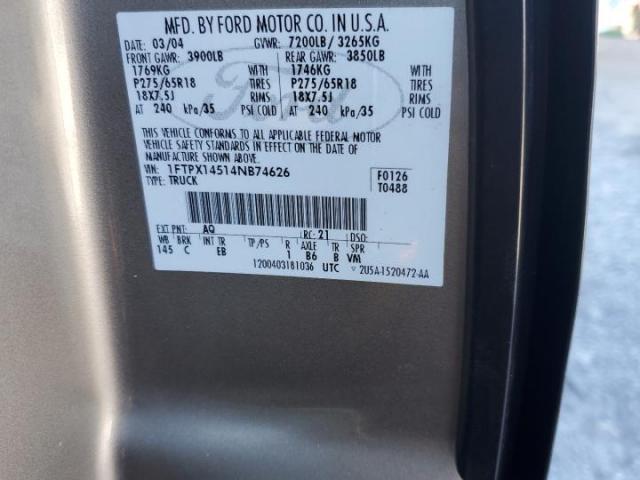 MFD. BY FORD MOTOR CO. IN U.S.A.
DATE: 03/04 GVWR: 7200LB/ 3265KG
FRONT GAWR: 3900LB REAR GAWR: 3850LB
1769KG WITH 1746KG WITH
P275/65R18 TIRES P275/65R18 TIRES
18X7.5J RIMS 18X7.5J RIMS
AT 240 kPa/35 PSI COLD AT 240 kPa/35 PSI COLD
THIS VEHICLE CONFORMS TO ALL APPLICABLE FEDERAL MOTOR
VEHICLE SAFETY STANDARDS IN EFFECT ON THE DATE OF
MANUFACTURE SHOWN ABOVE.
VIN: 1FTPX14514NB74626 F0126
TYPE: TRUCK T0488
EXT PNT: AQ RC: 21 DSO:
WB BRK INT TR TP/PS R AXLE TR SPR
145 C EB 1 B6 B VM
1200403181036 UTC 2U5A-1520472-AA
Ford